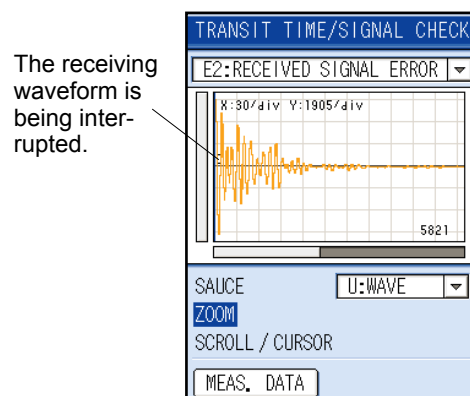 The receiving
waveform is
being inter-
rupted.
TRANSIT TIME/SIGNAL CHECK
E2:RECEIVED SIGNAL ERROR
X:30/div Y:1905/div
5821
SAUCE U:WAVE
ZOOM
SCROLL / CURSOR
MEAS. DATA